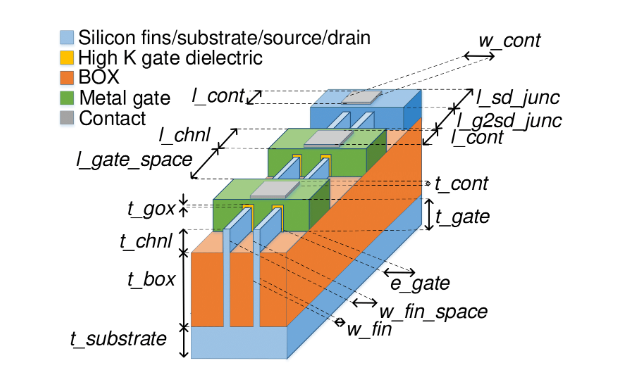 Silicon fins/substrate/source/drain
High K gate dielectric
BOX
Metal gate
Contact
w_cont
l_cont
l_sd_junc
l_g2sd_junc
l_cont
l_chnl
l_gate_space
t_cont
t_gox
t_gate
t_chnl
t_box
e_gate
w_fin_space
w_fin
t_substrate